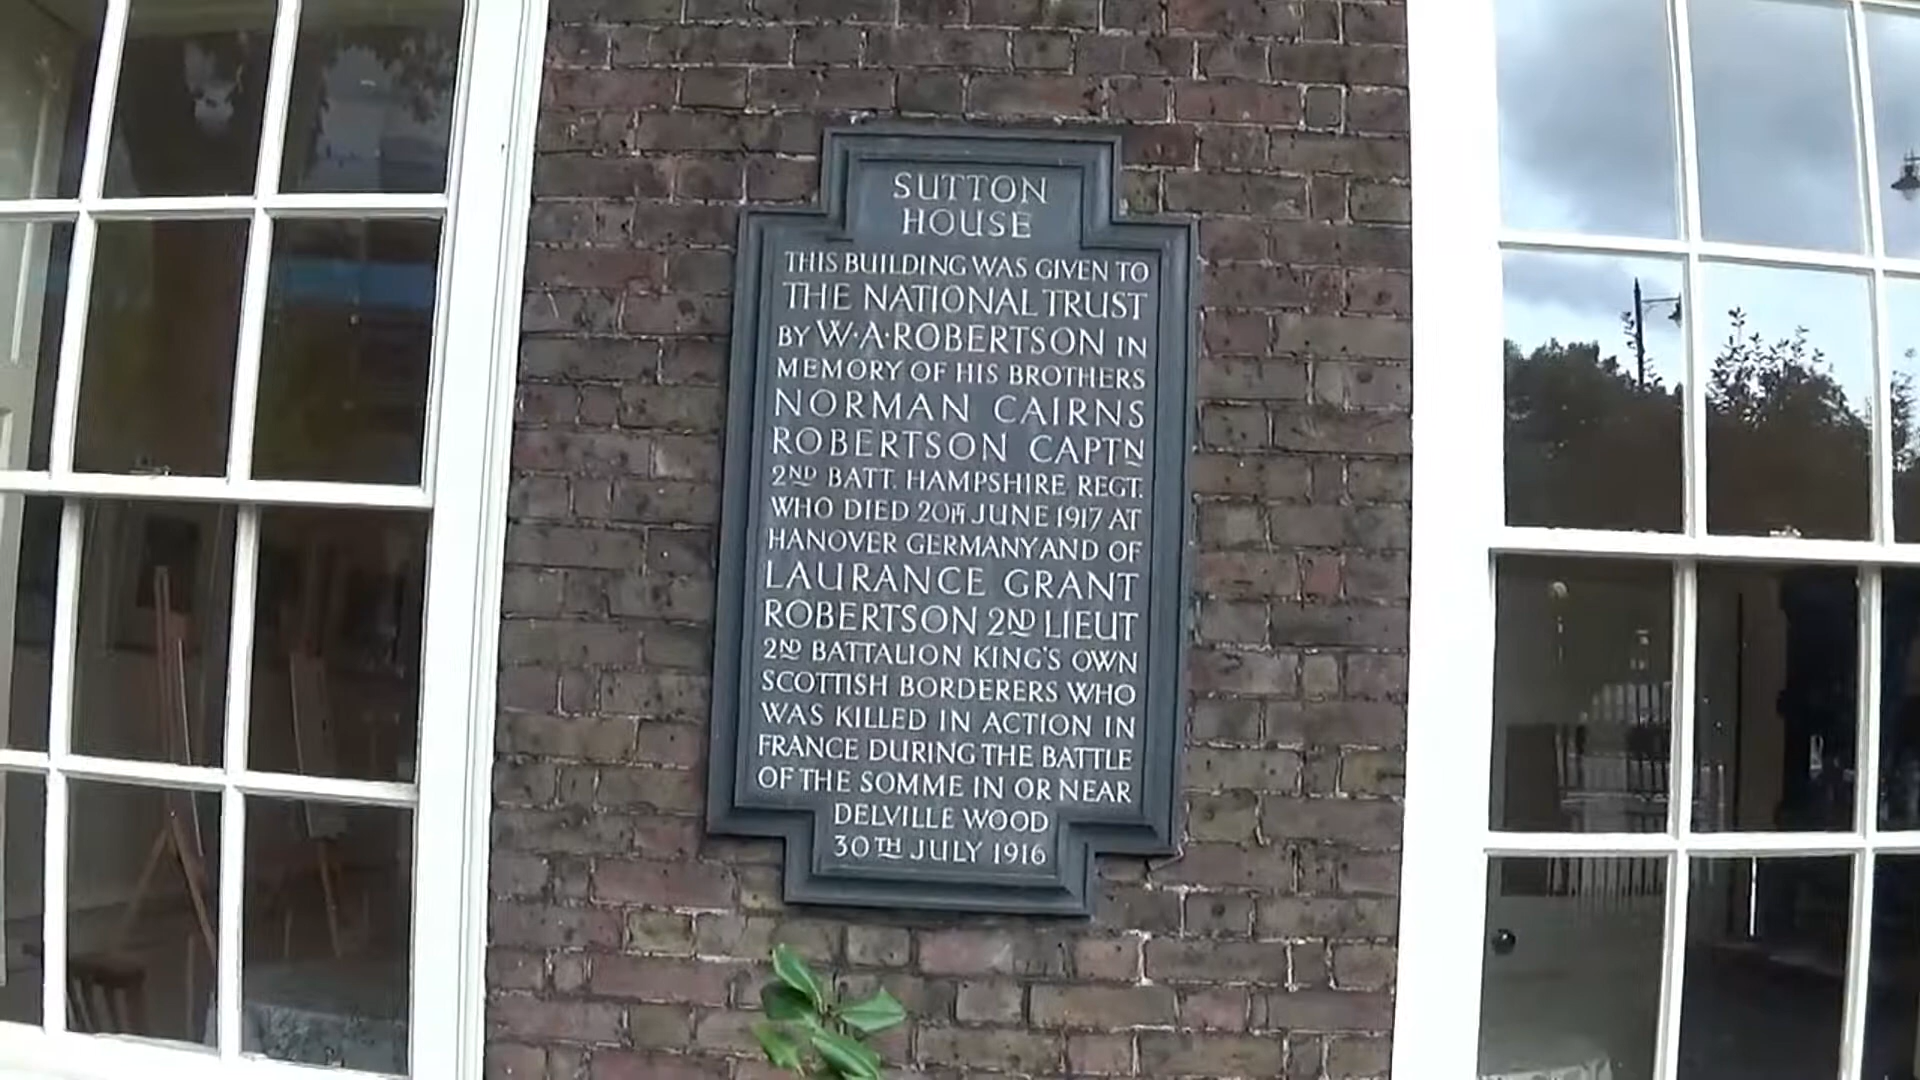 SUTTON
HOUSE
THIS BUILDING WAS GIVEN TO
THE NATIONAL TRUST
BY W·A·ROBERTSON IN
MEMORY OF HIS BROTHERS
NORMAN CAIRNS
ROBERTSON CAPTN
2ND BATT. HAMPSHIRE REGT.
WHO DIED 20TH JUNE 1917 AT
HANOVER GERMANY AND OF
LAURANCE GRANT
ROBERTSON 2ND LIEUT
2ND BATTALION KING'S OWN
SCOTTISH BORDERERS WHO
WAS KILLED IN ACTION IN
FRANCE DURING THE BATTLE
OF THE SOMME IN OR NEAR
DELVILLE WOOD
30TH JULY 1916